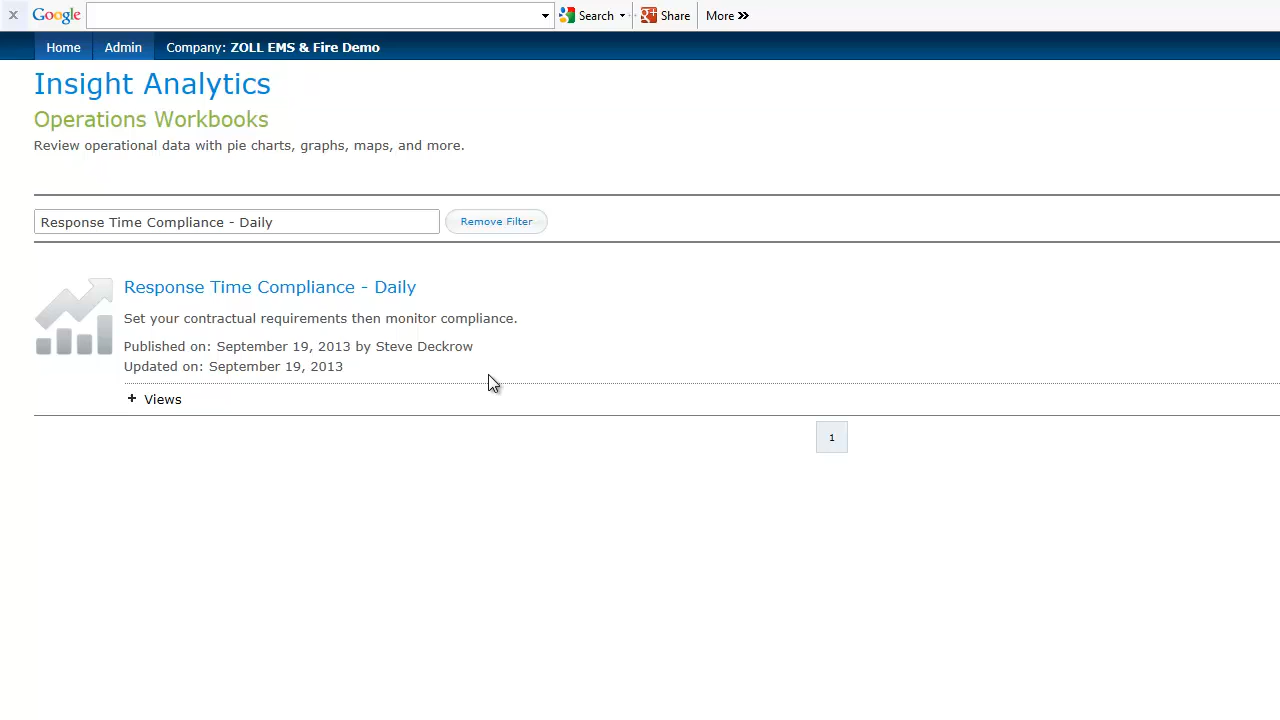 x Google Search Share More »
Home Admin Company: ZOLL EMS & Fire Demo
Insight Analytics
Operations Workbooks
Review operational data with pie charts, graphs, maps, and more.
Response Time Compliance - Daily Remove Filter
Response Time Compliance - Daily
Set your contractual requirements then monitor compliance.
Published on: September 19, 2013 by Steve Deckrow
Updated on: September 19, 2013
+ Views
1